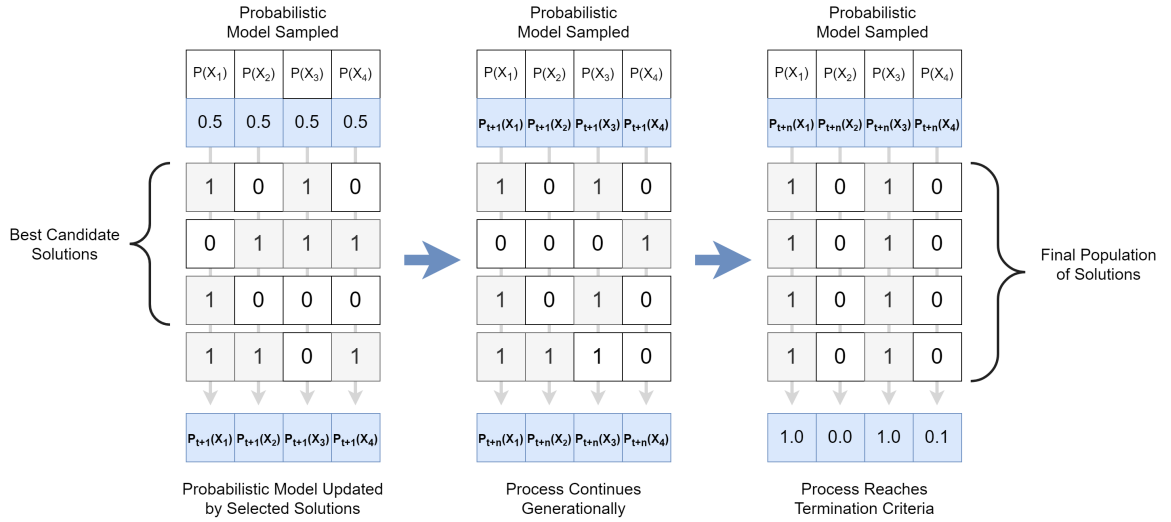 Probabilistic
Model Sampled
P(X1) P(X2) P(X3) P(X4)
0.5 0.5 0.5 0.5
Best Candidate
Solutions
1 0 1 0
0 1 1 1
1 0 0 0
1 1 0 1
Pt+1(X1) Pt+1(X2) Pt+1(X3) Pt+1(X4)
Probabilistic Model Updated
by Selected Solutions
Probabilistic
Model Sampled
P(X1) P(X2) P(X3) P(X4)
Pt+1(X1) Pt+1(X2) Pt+1(X3) Pt+1(X4)
1 0 1 0
0 0 0 1
1 0 1 0
1 1 1 0
Pt+n(X1) Pt+n(X2) Pt+n(X3) Pt+n(X4)
Process Continues
Generationally
Probabilistic
Model Sampled
P(X1) P(X2) P(X3) P(X4)
Pt+n(X1) Pt+n(X2) Pt+n(X3) Pt+n(X4)
1 0 1 0
1 0 1 0
1 0 1 0
1 0 1 0
Final Population
of Solutions
1.0 0.0 1.0 0.1
Process Reaches
Termination Criteria